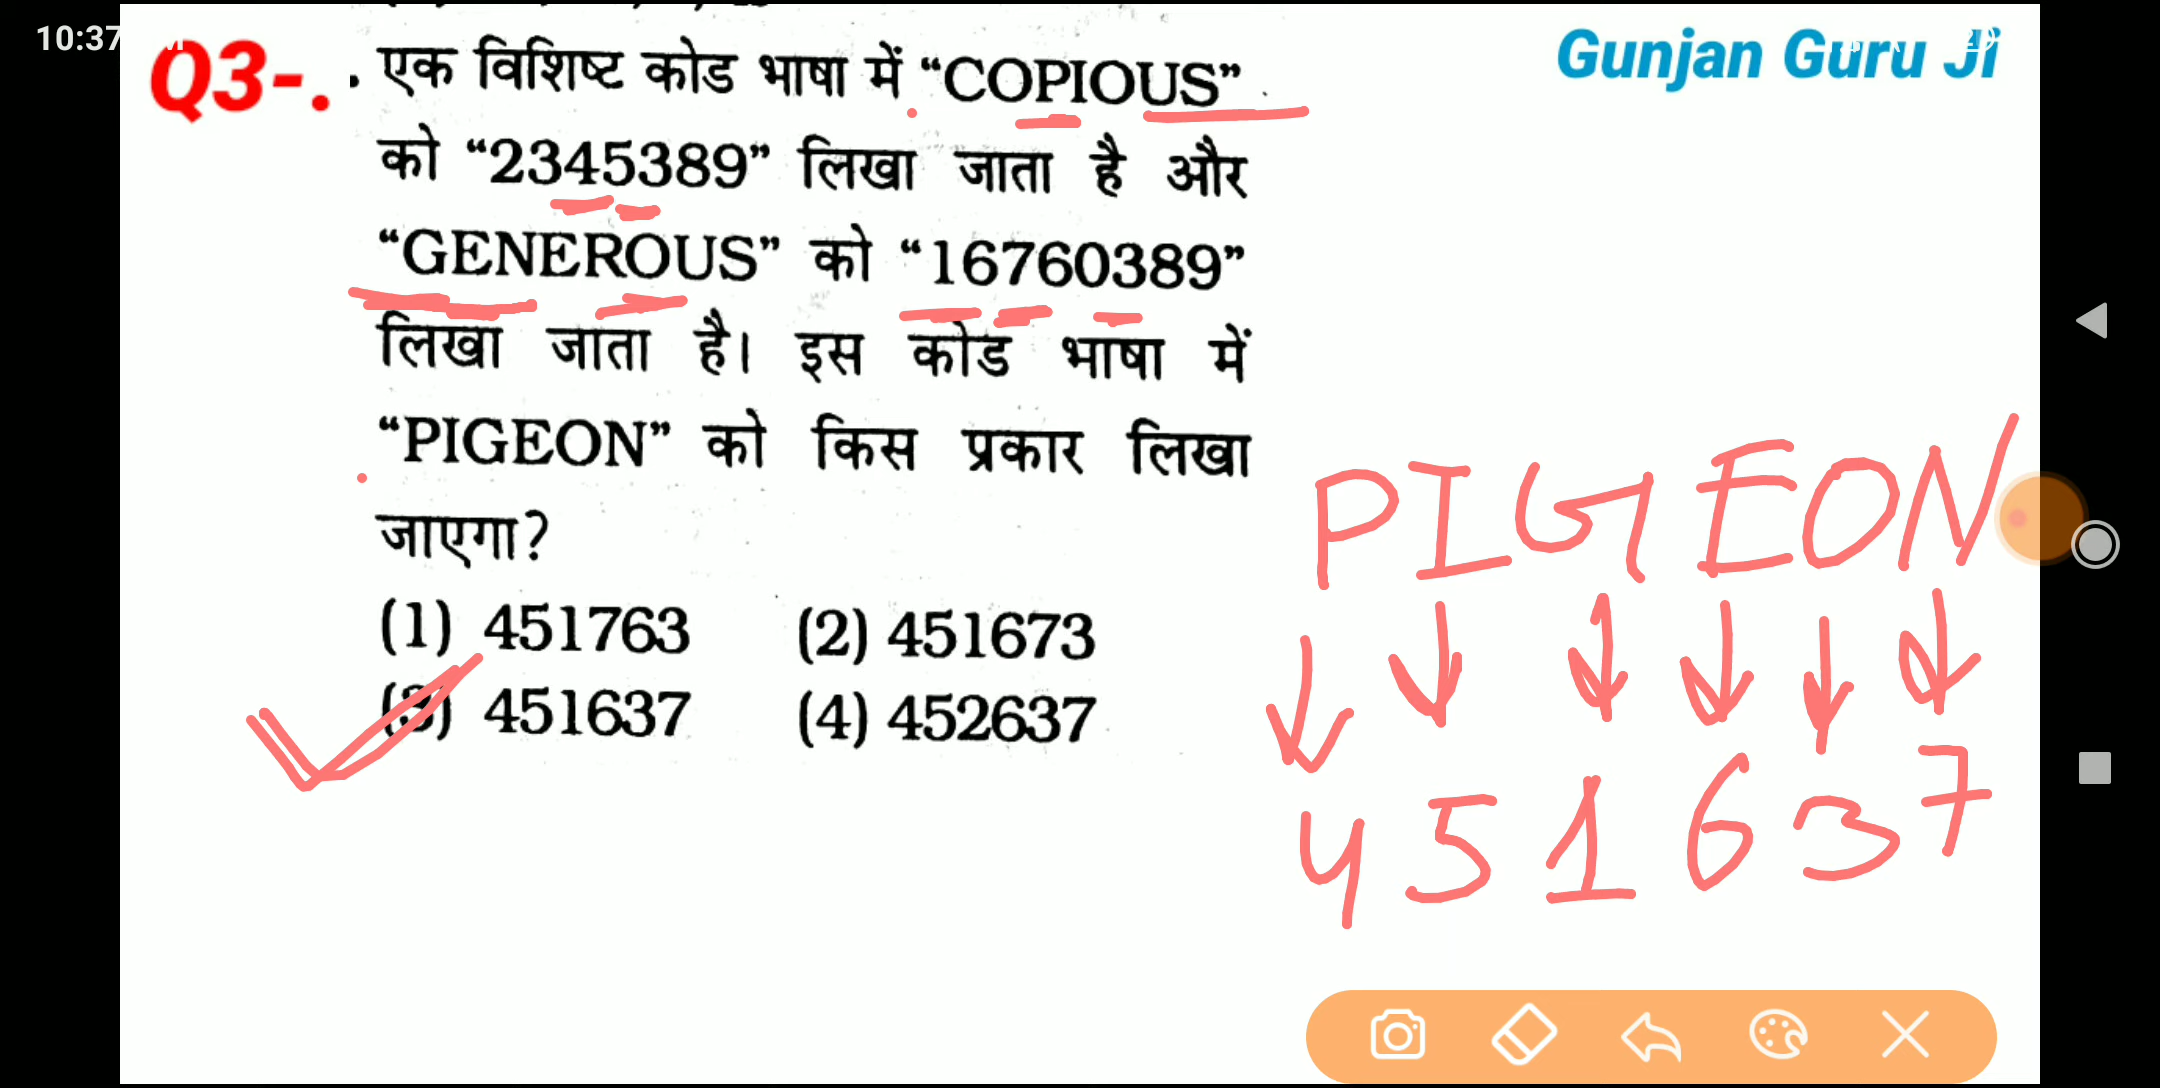 10:37
Gunjan Guru Ji
Q3-. . एक विशिष्ट कोड भाषा में “COPIOUS”
को “2345389” लिखा जाता है और
“GENEROUS” को “16760389”
लिखा जाता है। इस कोड भाषा में
“PIGEON” को किस प्रकार लिखा
जाएगा?
(1) 451763 (2) 451673
(3) 451637 (4) 452637
PIGEON
451637